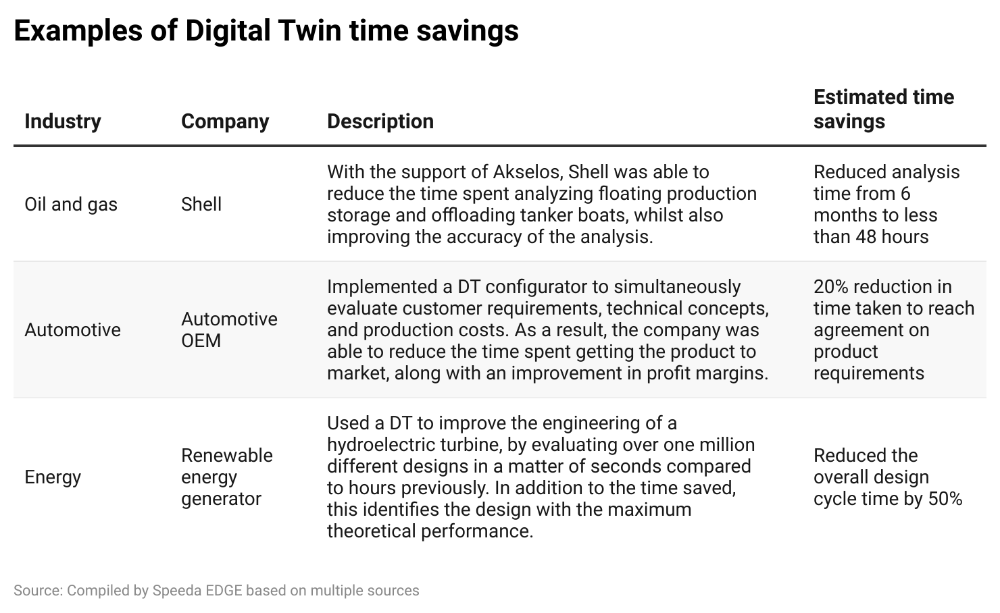 Examples of Digital Twin time savings
Industry
Company
Description
Estimated time
savings
Oil and gas
Shell
With the support of Akselos, Shell was able to
reduce the time spent analyzing floating production
storage and offloading tanker boats, whilst also
improving the accuracy of the analysis.
Reduced analysis
time from 6
months to less
than 48 hours
Automotive
Automotive
OEM
Implemented a DT configurator to simultaneously
evaluate customer requirements, technical concepts,
and production costs. As a result, the company was
able to reduce the time spent getting the product to
market, along with an improvement in profit margins.
20% reduction in
time taken to reach
agreement on
product
requirements
Energy
Renewable
energy
generator
Used a DT to improve the engineering of a
hydroelectric turbine, by evaluating over one million
different designs in a matter of seconds compared
to hours previously. In addition to the time saved,
this identifies the design with the maximum
theoretical performance.
Reduced the
overall design
cycle time by 50%
Source: Compiled by Speeda EDGE based on multiple sources